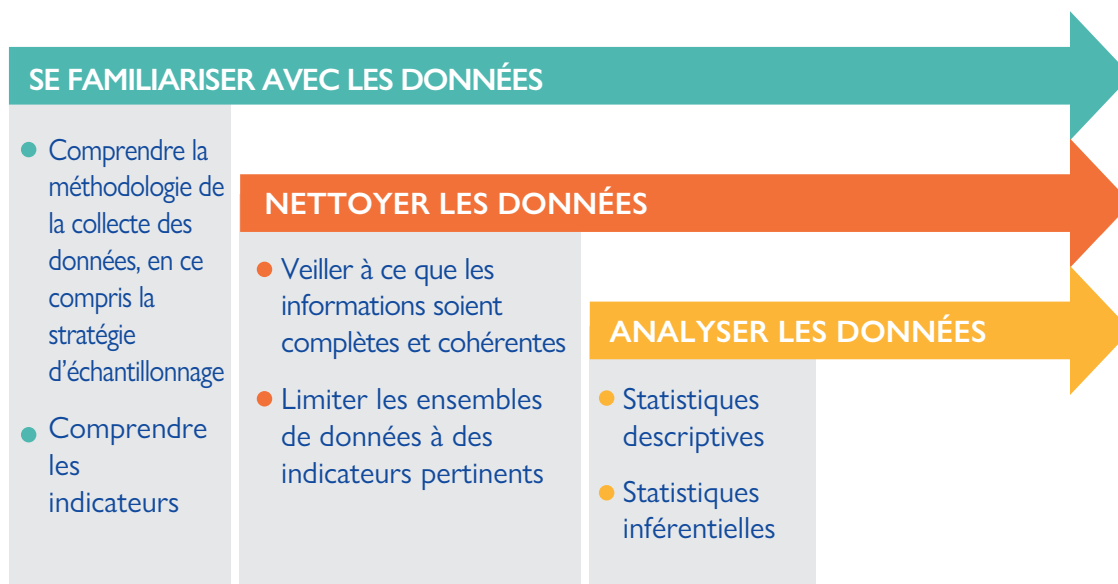 SE FAMILIARISER AVEC LES DONNÉES
Comprendre la
méthodologie de
la collecte des
données, en ce
compris la
stratégie
d’échantillonnage
Comprendre
les
indicateurs
NETTOYER LES DONNÉES
Veiller à ce que les
informations soient
complètes et cohérentes
Limiter les ensembles
de données à des
indicateurs pertinents
ANALYSER LES DONNÉES
Statistiques
descriptives
Statistiques
inférentielles